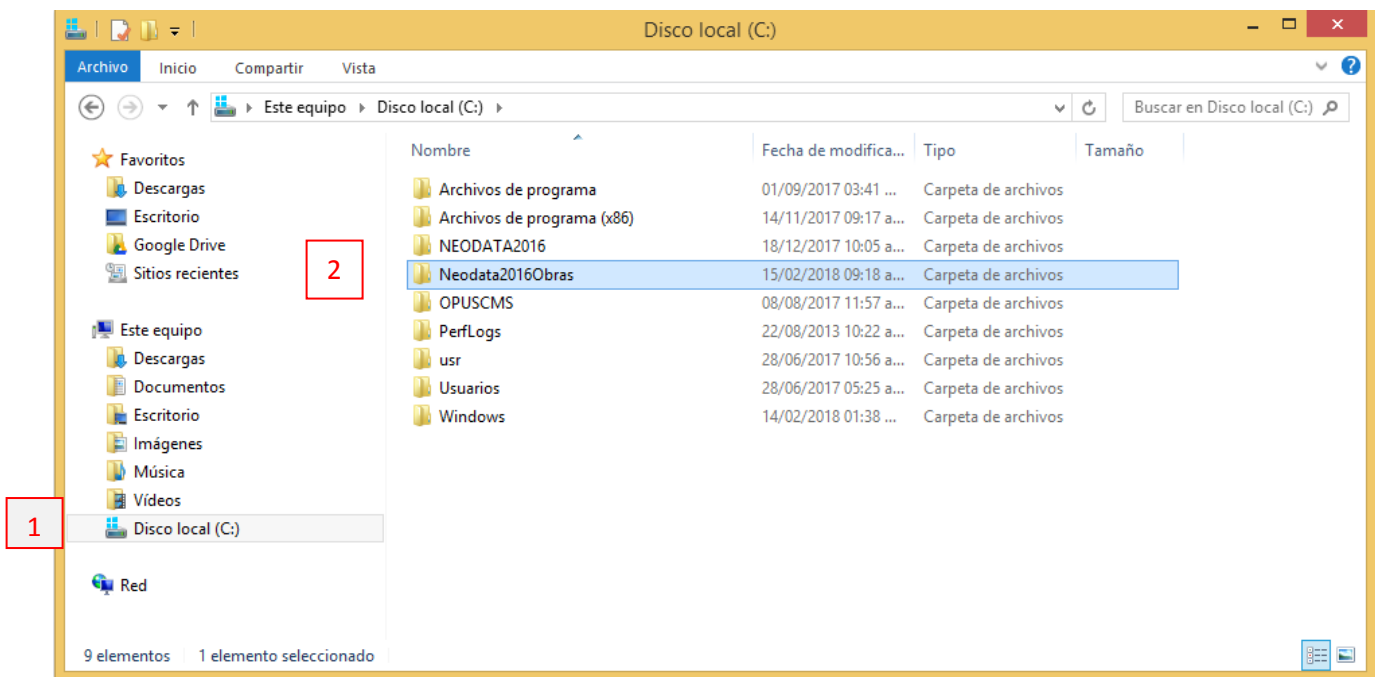 Disco local (C:)
Archivo Inicio Compartir Vista
Este equipo Disco local (C:) Buscar en Disco local (C:)
Nombre Fecha de modifica... Tipo Tamaño
Favoritos
Descargas
Escritorio
Google Drive
Sitios recientes
2
Este equipo
Descargas
Documentos
Escritorio
Imágenes
Música
Vídeos
1
Disco local (C:)
Red
Archivos de programa 01/09/2017 03:41 ... Carpeta de archivos
Archivos de programa (x86) 14/11/2017 09:17 a... Carpeta de archivos
NEODATA2016 18/12/2017 10:05 a... Carpeta de archivos
Neodata2016Obras 15/02/2018 09:18 a... Carpeta de archivos
OPUSCMS 08/08/2017 11:57 a... Carpeta de archivos
PerfLogs 22/08/2013 10:22 a... Carpeta de archivos
usr 28/06/2017 10:56 a... Carpeta de archivos
Usuarios 28/06/2017 05:25 a... Carpeta de archivos
Windows 14/02/2018 01:38 ... Carpeta de archivos
9 elementos 1 elemento seleccionado